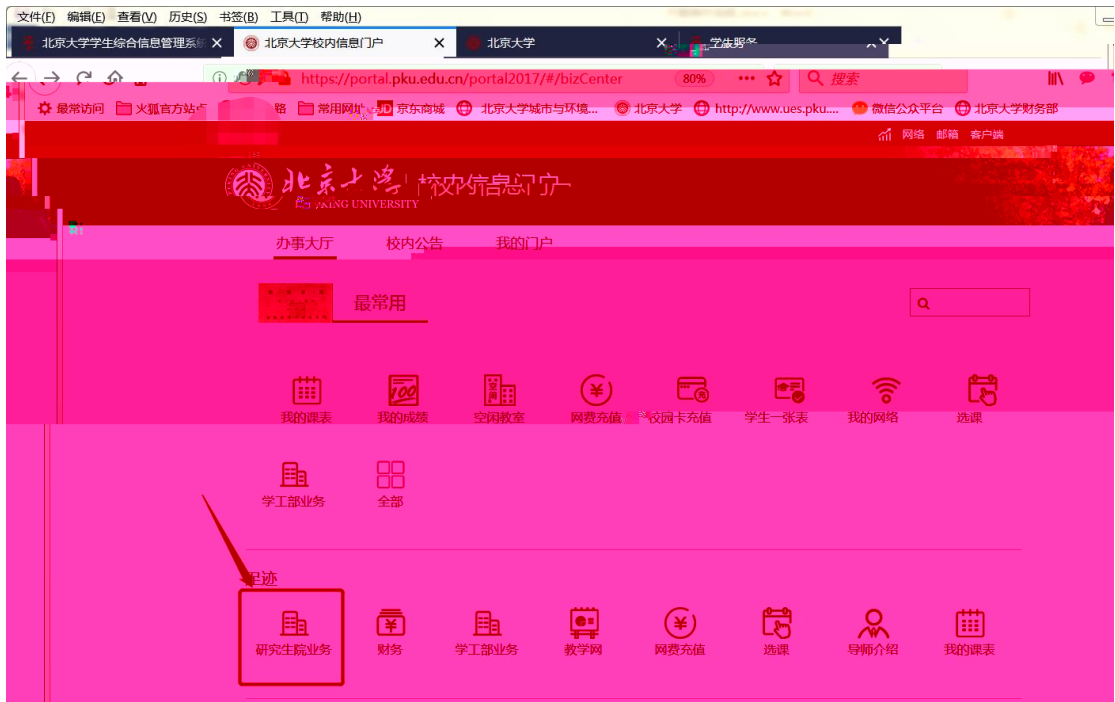 文件(F) 编辑(E) 查看(V) 历史(S) 书签(B) 工具(T) 帮助(H)
北京大学学生综合信息管理系统 北京大学校内信息门户 北京大学 学生服务
https://portal.pku.edu.cn/portal2017/#/bizCenter 80% 搜索
最常访问 火狐官方站点 常用网址 JD 京东商城 北京大学城市与环境... 北京大学 http://www.ues.pku.... 微信公众平台 北京大学财务部
网络 邮箱 客户端
北京大学 校内信息门户
UNIVERSITY
办事大厅 校内公告 我的门户
最常用
我的课表 我的成绩 空闲教室 网费充值 校园卡充值 学生一张表 我的网络 选课
学工部业务 全部
足迹
研究生院业务 财务 学工部业务 教学网 网费充值 选课 导师介绍 我的课表